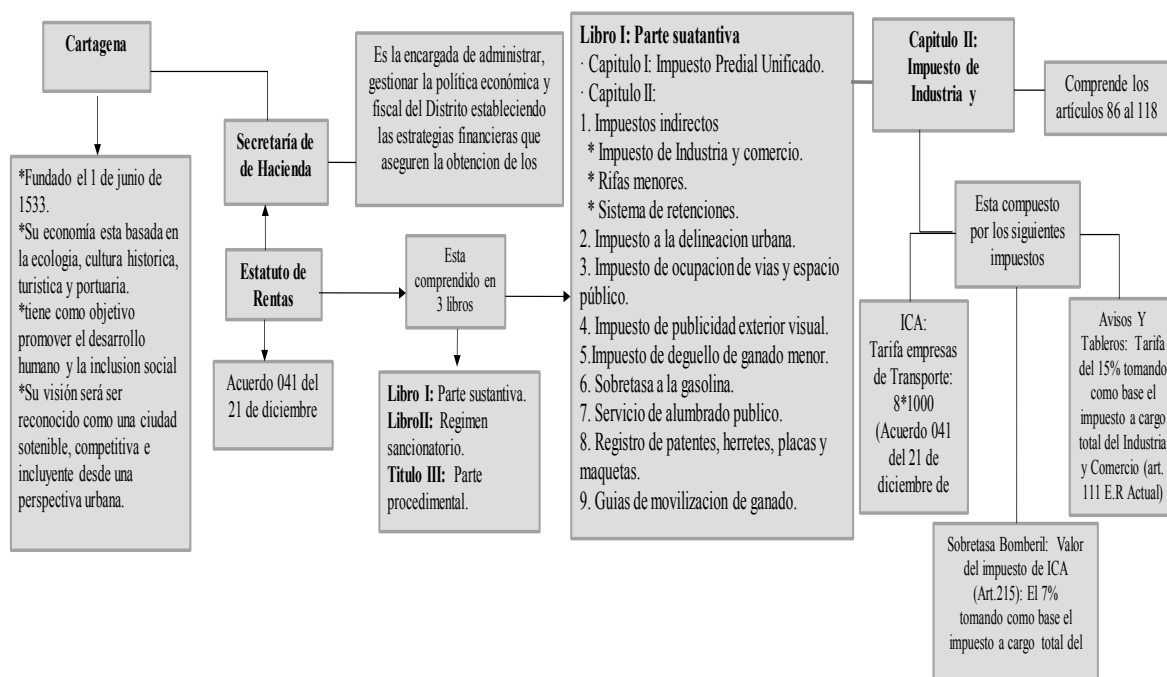 Cartagena
*Fundado el 1 de junio de
1533.
*Su economía esta basada en
la ecologia, cultura historica,
turistica y portuaria.
*tiene como objetivo
promover el desarrollo
humano y la inclusion social
*Su visión será ser
reconocido como una ciudad
sotenible, competitiva e
incluyente desde una
perspectiva urbana.
Secretaría de
de Hacienda
Es la encargada de administrar,
gestionar la política económica y
fiscal del Distrito estableciendo
las estrategias financieras que
aseguren la obtencion de los
Estatuto de
Rentas
Acuerdo 041 del
21 de diciembre
Esta
comprendido en
3 libros
Libro I: Parte sustantiva.
LibroII: Regimen
sancionatorio.
Titulo III: Parte
procedimental.
Libro I: Parte suatantiva
· Capitulo I: Impuesto Predial Unificado.
· Capitulo II:
1. Impuestos indirectos
* Impuesto de Industria y comercio.
* Rifas menores.
* Sistema de retenciones.
2. Impuesto a la delineacion urbana.
3. Impuesto de ocupacion de vias y espacio
público.
4. Impuesto de publicidad exterior visual.
5.Impuesto de deguello de ganado menor.
6. Sobretasa a la gasolina.
7. Servicio de alumbrado publico.
8. Registro de patentes, herretes, placas y
maquetas.
9. Guias de movilizacion de ganado.
Capitulo II:
Impuesto de
Industria y
Comprende los
artículos 86 al 118
Esta compuesto
por los siguientes
impuestos
ICA:
Tarifa empresas
de Transporte:
8*1000
(Acuerdo 041
del 21 de
diciembre de
Avisos Y
Tableros: Tarifa
del 15% tomando
como base el
impuesto a cargo
total del Industria
y Comercio (art.
111 E.R Actual)
Sobretasa Bomberil: Valor
del impuesto de ICA
(Art.215): El 7%
tomando como base el
impuesto a cargo total del